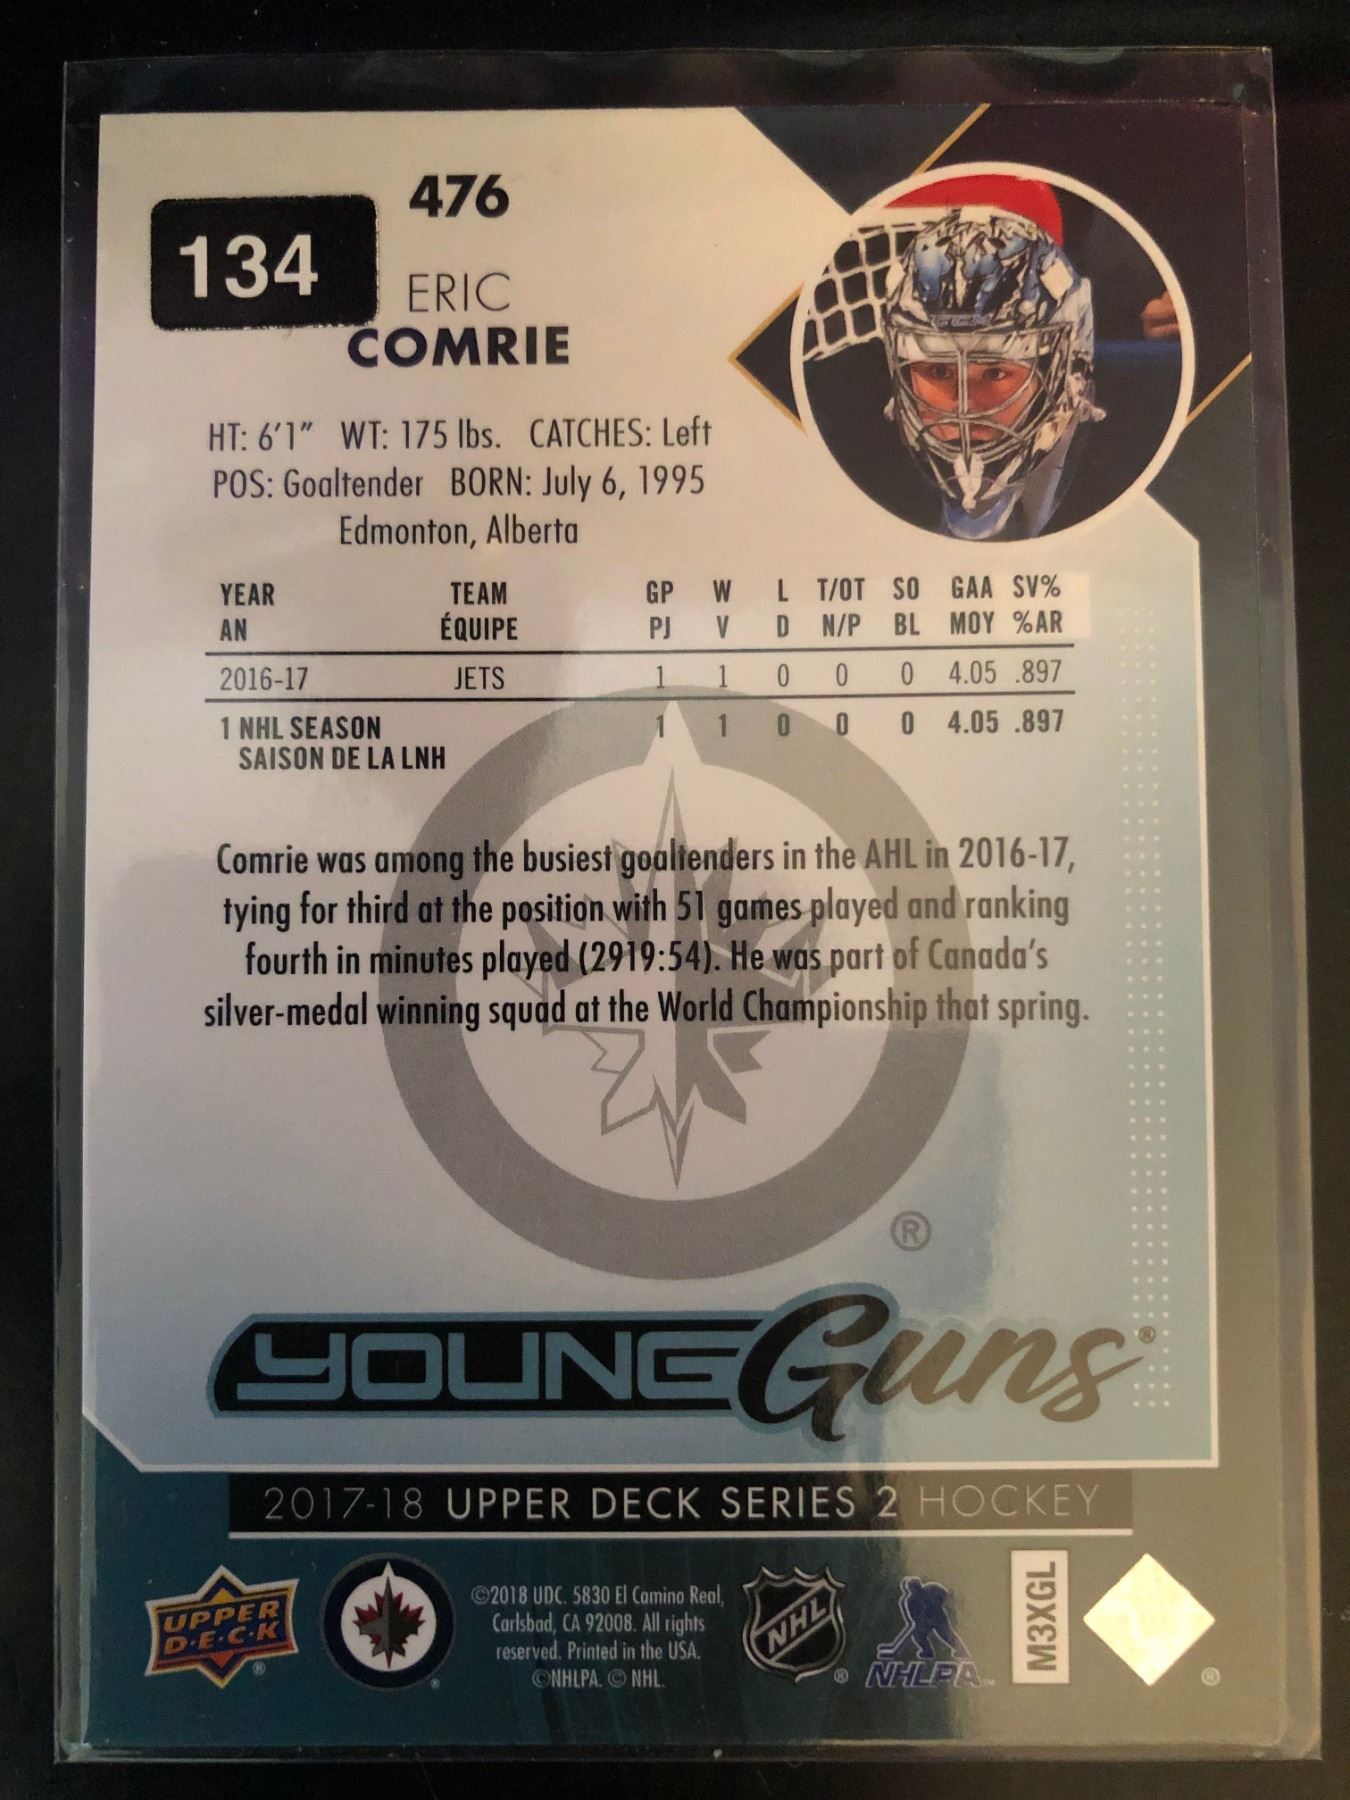 476
134
ERIC
COMRIE
HT: 6'1" WT: 175 lbs. CATCHES: Left
POS: Goaltender BORN: July 6, 1995
Edmonton, Alberta
YEAR TEAM GP W L T/OT SO GAA SV%
AN ÉQUIPE PJ V D N/P BL MOY %AR
2016-17 JETS 1 1 0 0 0 4.05 .897
1 NHL SEASON 1 1 0 0 0 4.05 .897
SAISON DE LA LNH
Comrie was among the busiest goaltenders in the AHL in 2016-17,
tying for third at the position with 51 games played and ranking
fourth in minutes played (2919:54). He was part of Canada's
silver-medal winning squad at the World Championship that spring.
®
YOUNG Guns®
2017-18 UPPER DECK SERIES 2 HOCKEY
UPPER
D·E·C·K
®
©2018 UDC. 5830 El Camino Real,
Carlsbad, CA 92008. All rights
reserved. Printed in the USA.
©NHLPA. © NHL.
NHL
®
NHLPA™
M3XGL
®